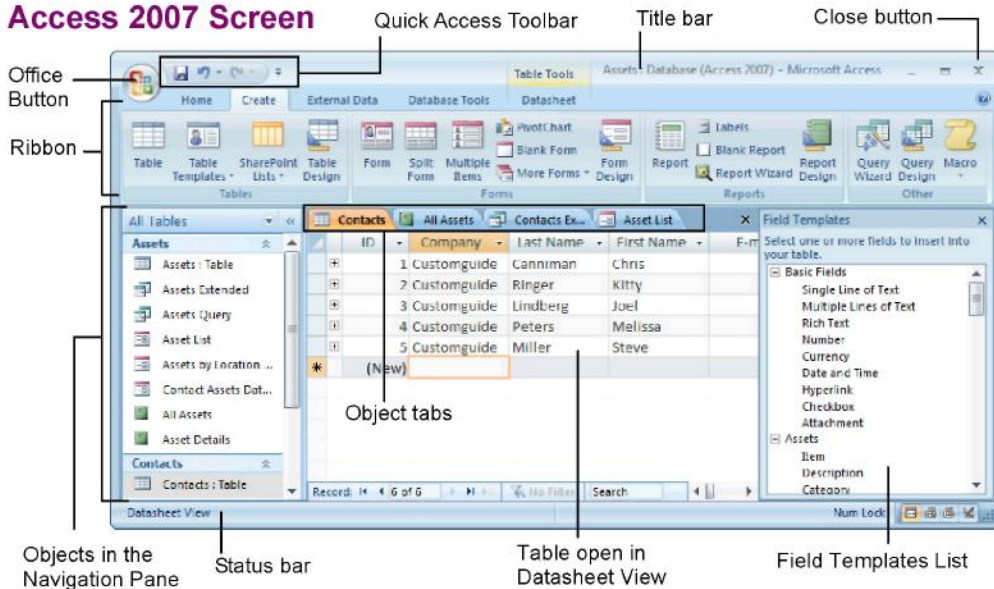 Access 2007 Screen
Quick Access Toolbar
Title bar
Close button
Office
Button
Ribbon
Table Tools
Assets : Database (Access 2007) - Microsoft Access
Home Create External Data Database Tools Datasheet
Table
Table
Templates
SharePoint
Lists
Table
Design
Tables
Form
Split
Form
Multiple
Items
PivotChart
Blank Form
More Forms
Form
Design
Forms
Report
Labels
Blank Report
Report Wizard
Report
Design
Reports
Query
Wizard
Query
Design
Macro
Other
All Tables
Assets
Assets : Table
Assets Extended
Assets Query
Asset List
Assets by Location ...
Contact Assets Dat...
All Assets
Asset Details
Contacts
Contacts : Table
Contacts All Assets Contacts Ex... Asset List
ID Company Last Name First Name E-m
1 Customguide Canniman Chris
2 Customguide Ringer Kitty
3 Customguide Lindberg Joel
4 Customguide Peters Melissa
5 Customguide Miller Steve
(New)
Object tabs
Record: 6 of 6 No Filter Search
Field Templates
Select one or more fields to insert into
your table.
Basic Fields
Single Line of Text
Multiple Lines of Text
Rich Text
Number
Currency
Date and Time
Hyperlink
Checkbox
Attachment
Assets
Item
Description
Category
Datasheet View
Num Lock
Objects in the
Navigation Pane
Status bar
Table open in
Datasheet View
Field Templates List